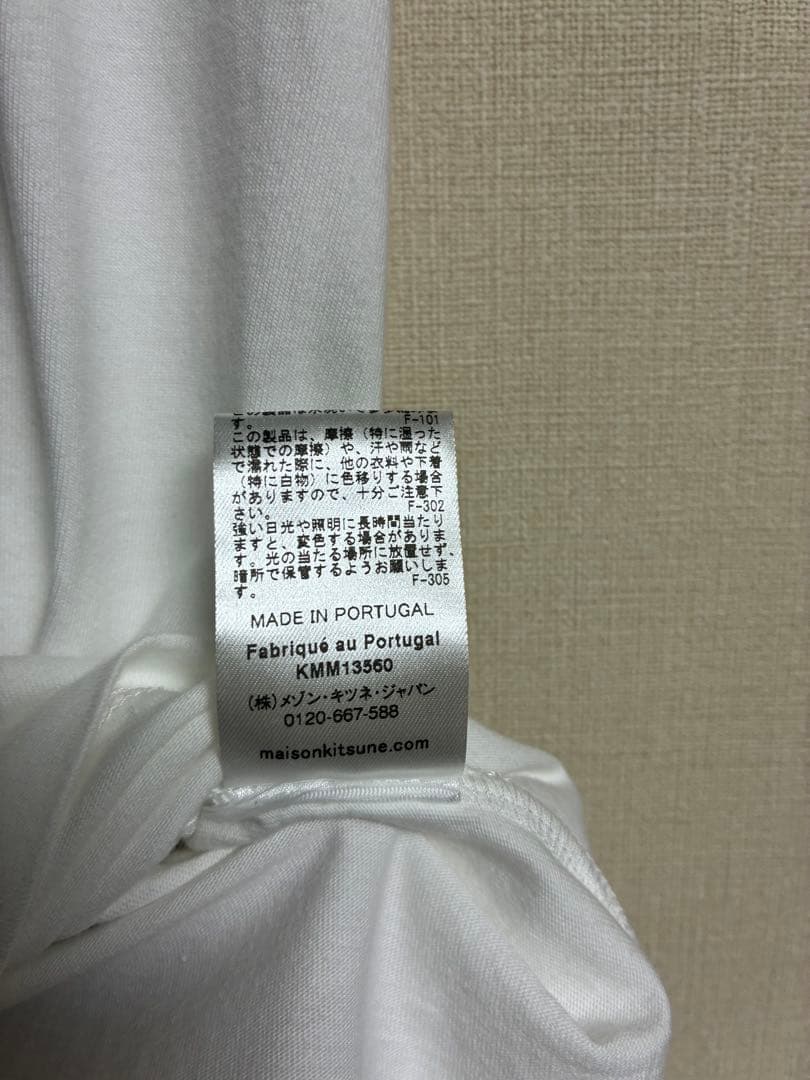 す。 F-101
この製品は、摩擦（特に湿った
状態での摩擦）や、汗や雨など
で濡れた際に、他の衣料や下着
（特に白物）に色移りする場合
がありますので、十分ご注意下
さい。 F-302
強い日光や照明に長時間当たり
ますと、変色する場合がありま
す。光の当たる場所に放置せず、
暗所で保管するようお願いしま
す。 F-305
MADE IN PORTUGAL
Fabriqué au Portugal
KMM13560
（株）メゾン・キツネ・ジャパン
0120-667-588
maisonkitsune.com